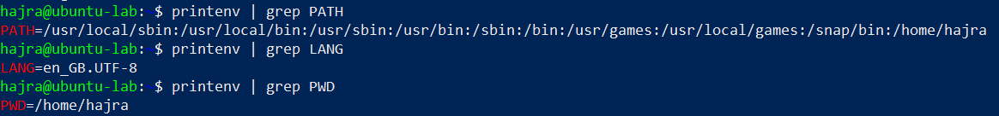 hajra@ubuntu-lab:~$ printenv | grep PATH
PATH=/usr/local/sbin:/usr/local/bin:/usr/sbin:/usr/bin:/sbin:/bin:/usr/games:/usr/local/games:/snap/bin:/home/hajra
hajra@ubuntu-lab:~$ printenv | grep LANG
LANG=en_GB.UTF-8
hajra@ubuntu-lab:~$ printenv | grep PWD
PWD=/home/hajra